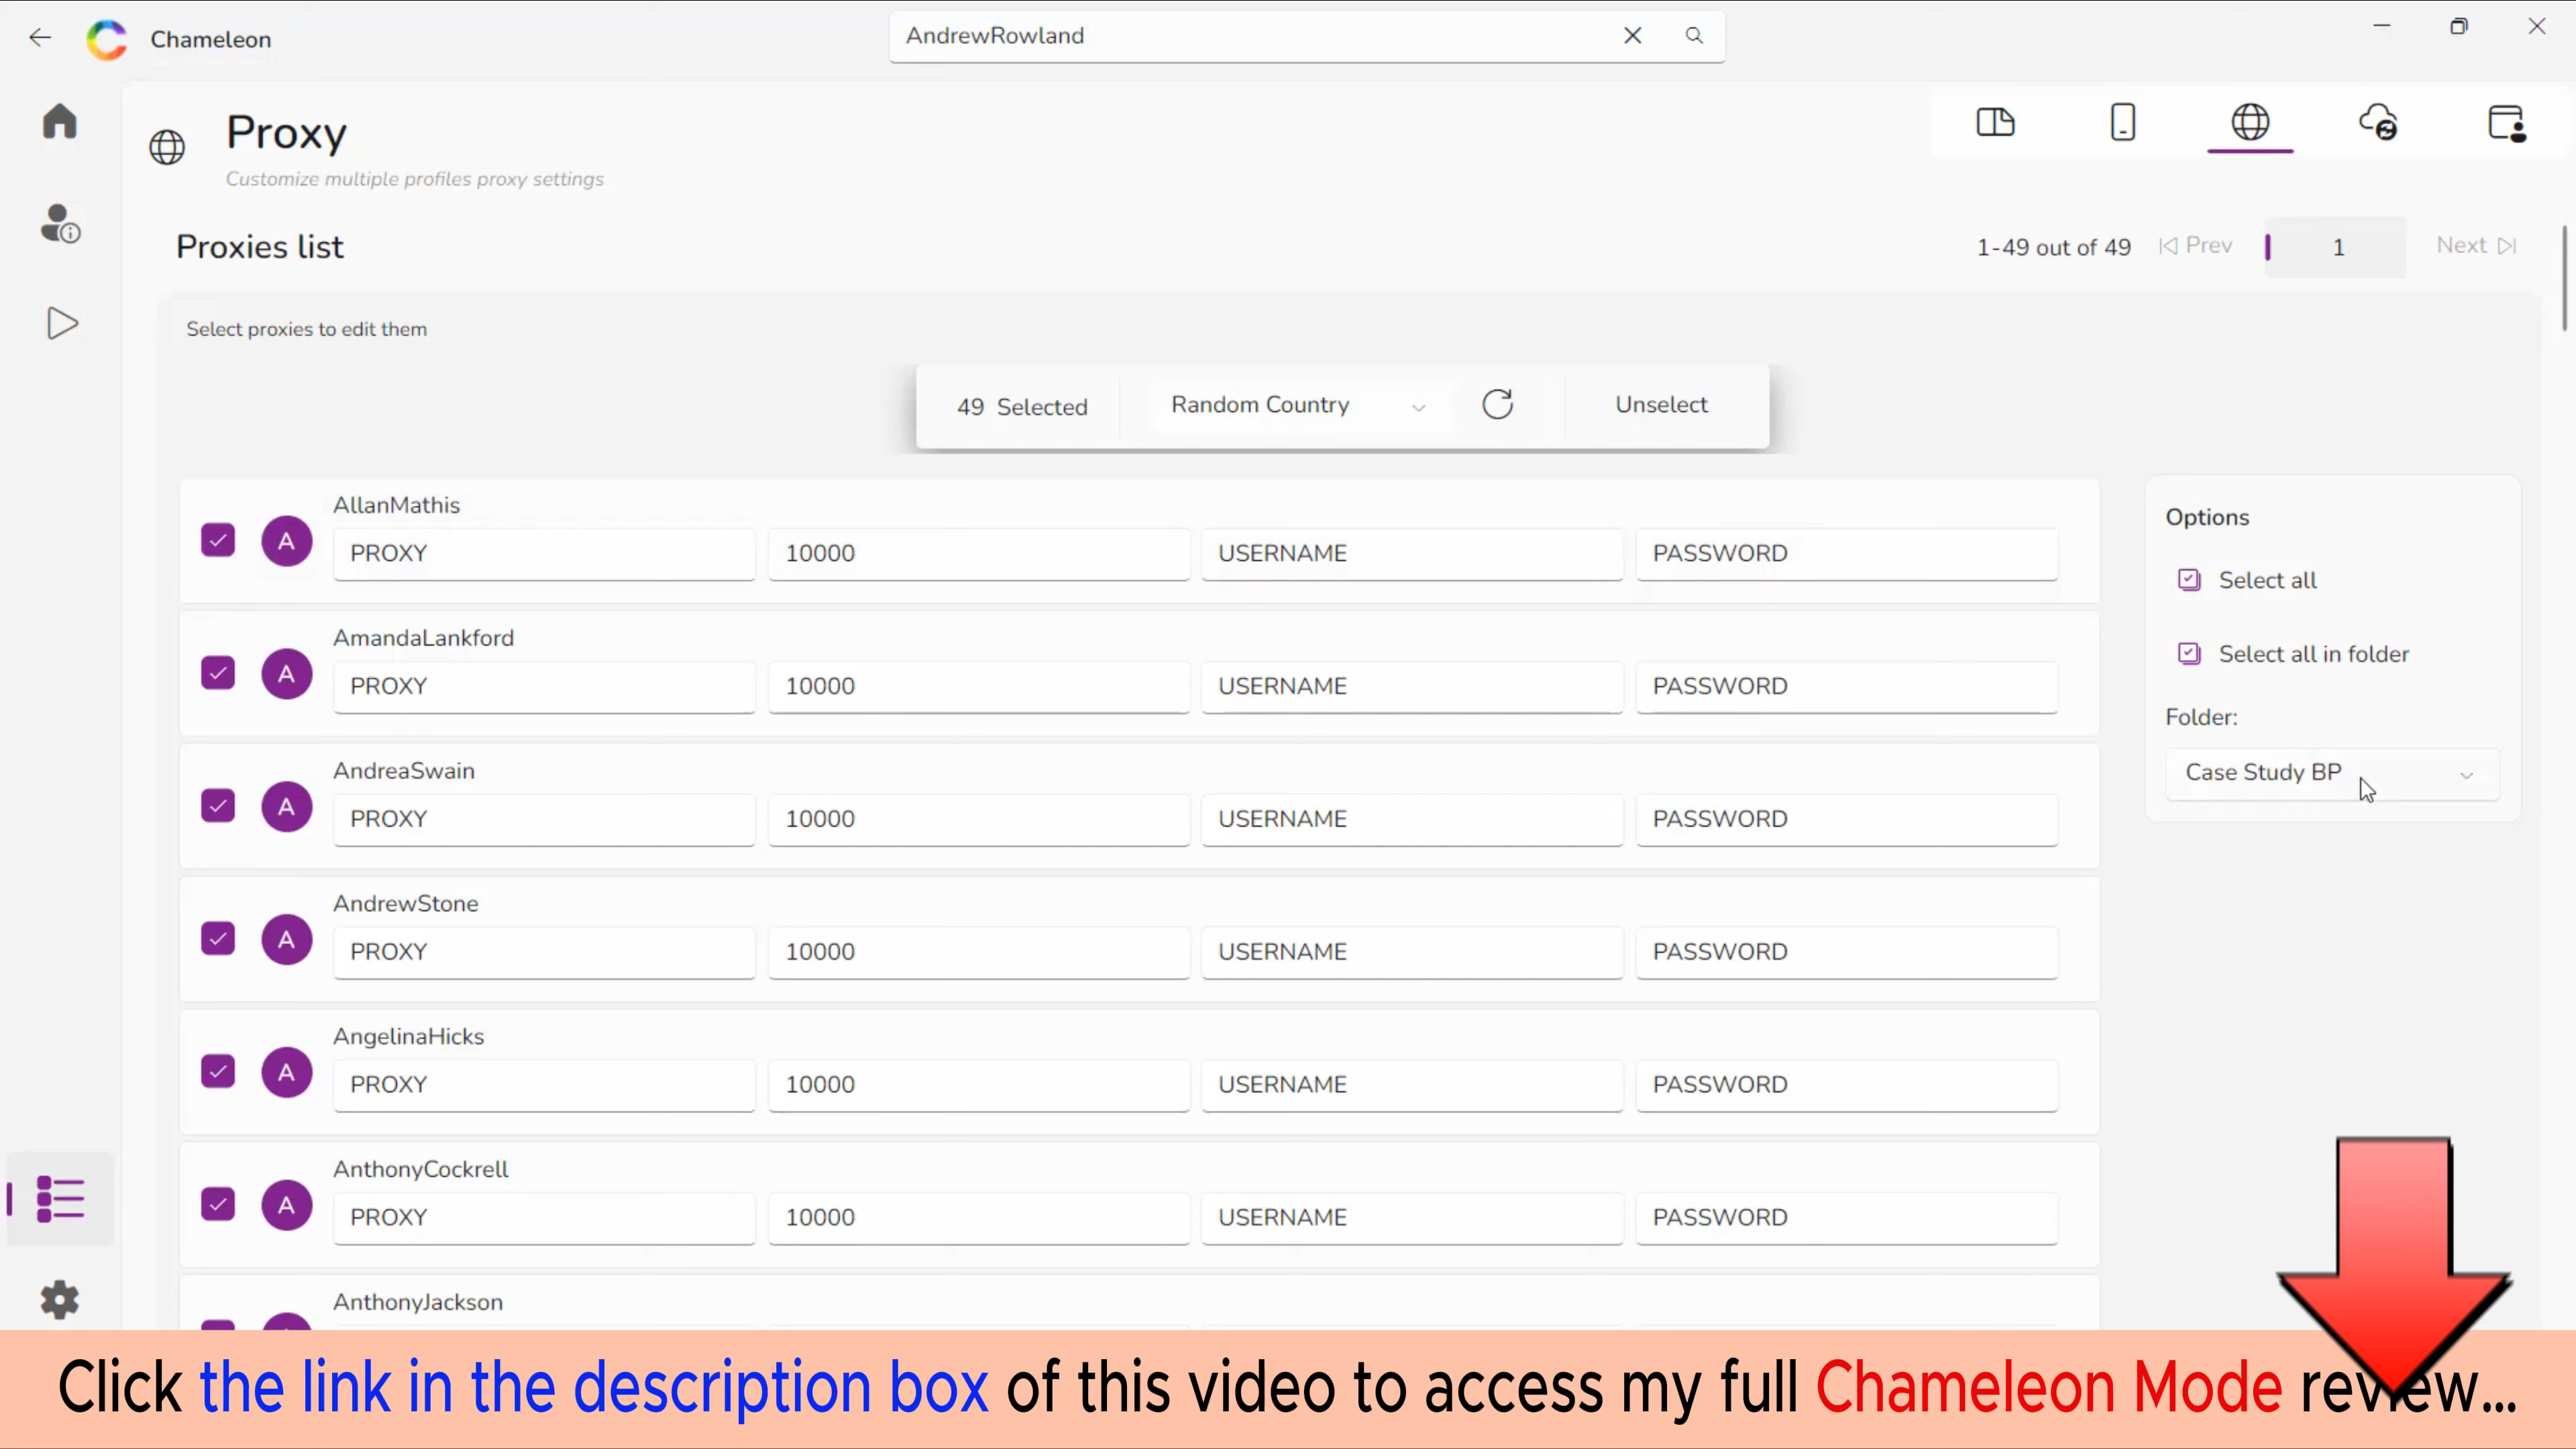 Chameleon
AndrewRowland
Proxy
Customize multiple profiles proxy settings
Proxies list
1-49 out of 49 Prev 1 Next
Select proxies to edit them
49 Selected Random Country Unselect
AllanMathis
PROXY 10000 USERNAME PASSWORD
AmandaLankford
PROXY 10000 USERNAME PASSWORD
AndreaSwain
PROXY 10000 USERNAME PASSWORD
AndrewStone
PROXY 10000 USERNAME PASSWORD
AngelinaHicks
PROXY 10000 USERNAME PASSWORD
AnthonyCockrell
PROXY 10000 USERNAME PASSWORD
AnthonyJackson
A
A
A
A
A
A
Options
Select all
Select all in folder
Folder:
Case Study BP
Click the link in the description box of this video to access my full Chameleon Mode review...